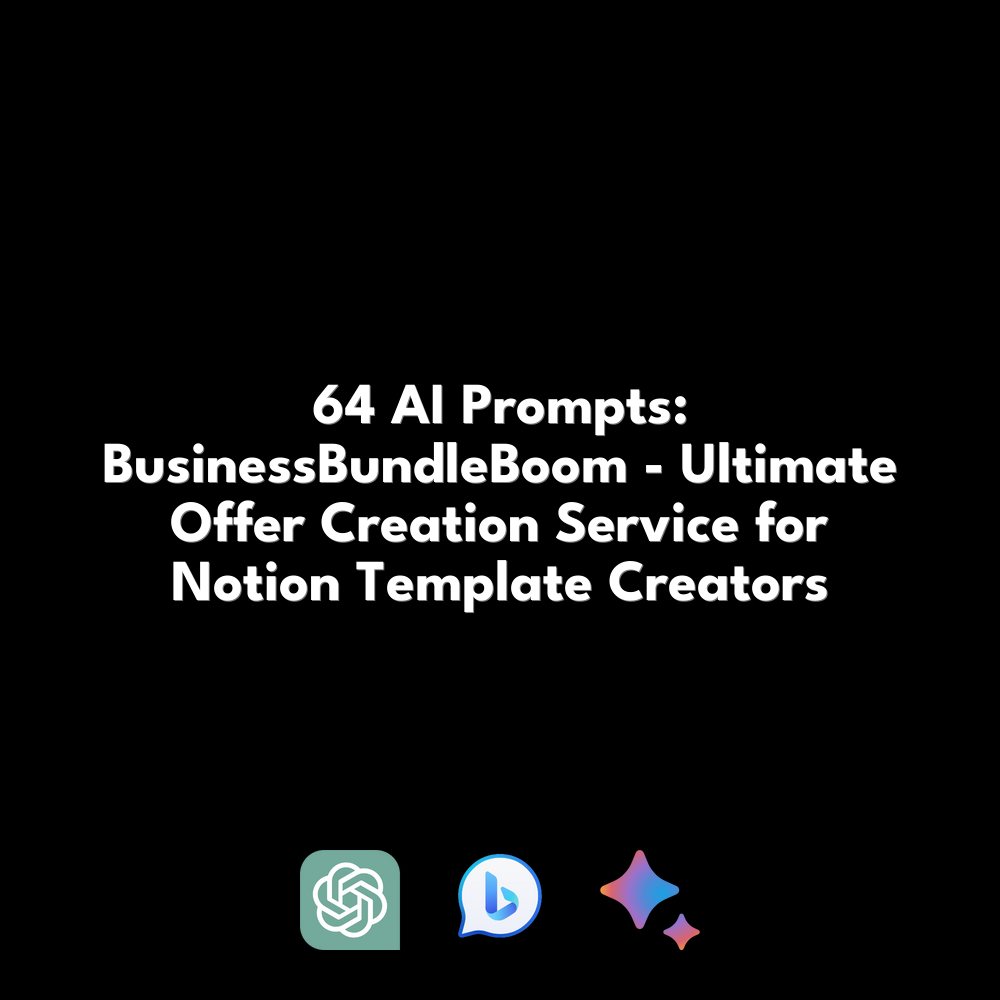 64 AI Prompts:
BusinessBundleBoom - Ultimate
Offer Creation Service for
Notion Template Creators